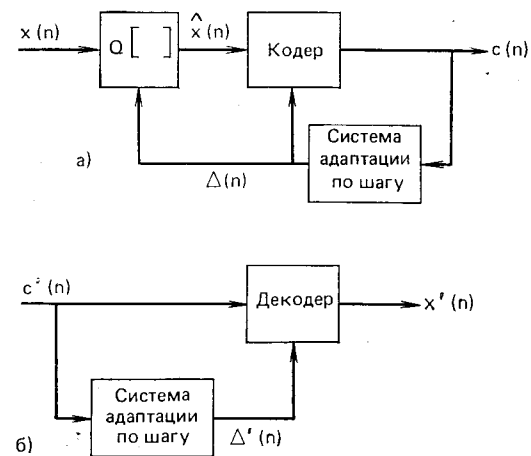 x (n)
Q [ ]
x̂ (n)
Кодер
c (n)
Система
адаптации
по шагу
а)
Δ(n)
c' (n)
Декодер
x' (n)
Система
адаптации
по шагу
Δ' (n)
б)